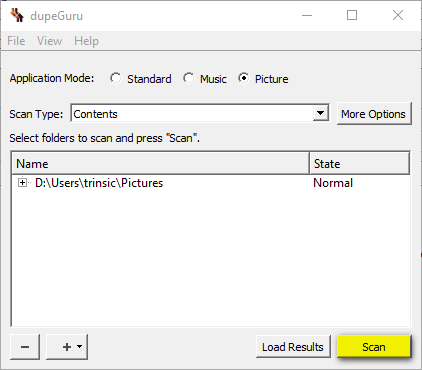 dupeGuru
File View Help
Application Mode: Standard Music Picture
Scan Type: Contents More Options
Select folders to scan and press "Scan".
Name State
D:\Users\trinsic\Pictures Normal
Load Results Scan